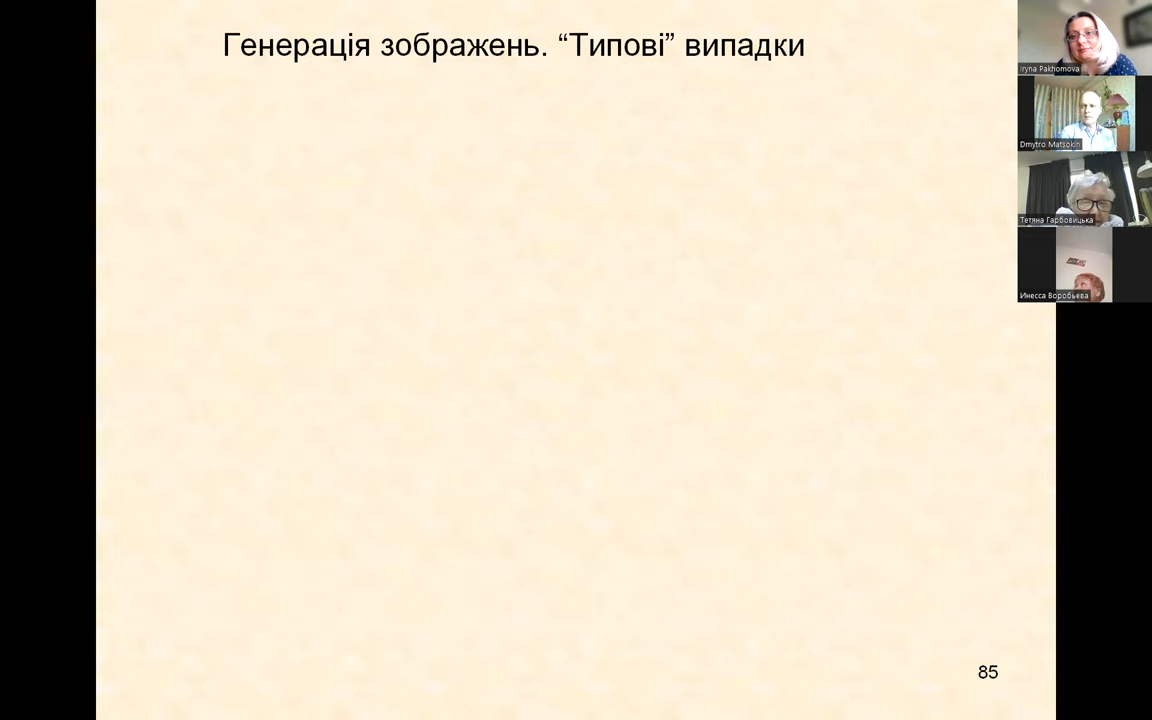 Генерація зображень. “Типові” випадки
Iryna Pakhomova
Dmytro Matsokin
Тетяна Гарбовицька
Инесса Воробьева
85